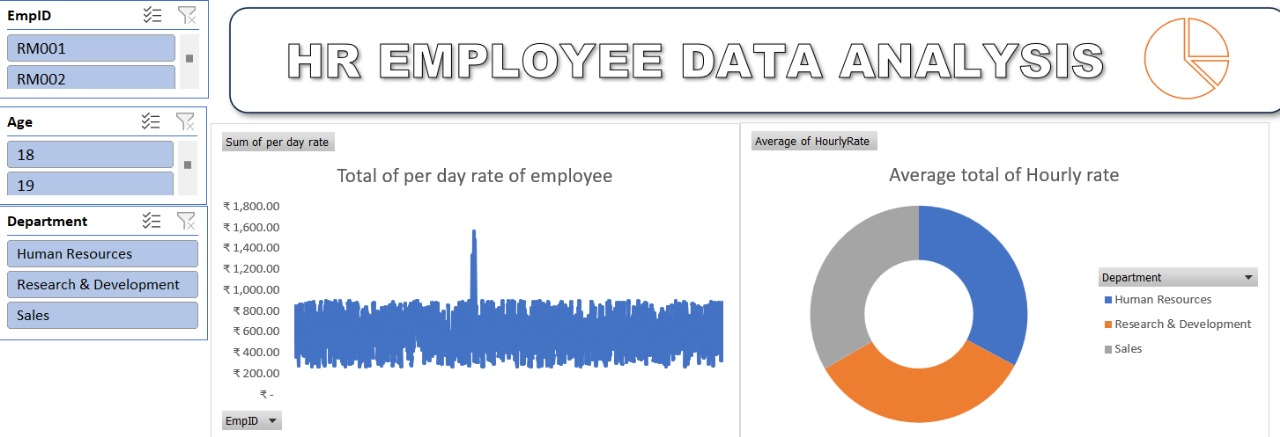 EmpID
RM001
RM002
Age
18
19
Department
Human Resources
Research & Development
Sales
HR EMPLOYEE DATA ANALYSIS
Sum of per day rate
Total of per day rate of employee
₹ 1,800.00
₹ 1,600.00
₹ 1,400.00
₹ 1,200.00
₹ 1,000.00
₹ 800.00
₹ 600.00
₹ 400.00
₹ 200.00
₹ -
EmpID
Average of HourlyRate
Average total of Hourly rate
Department
Human Resources
Research & Development
Sales